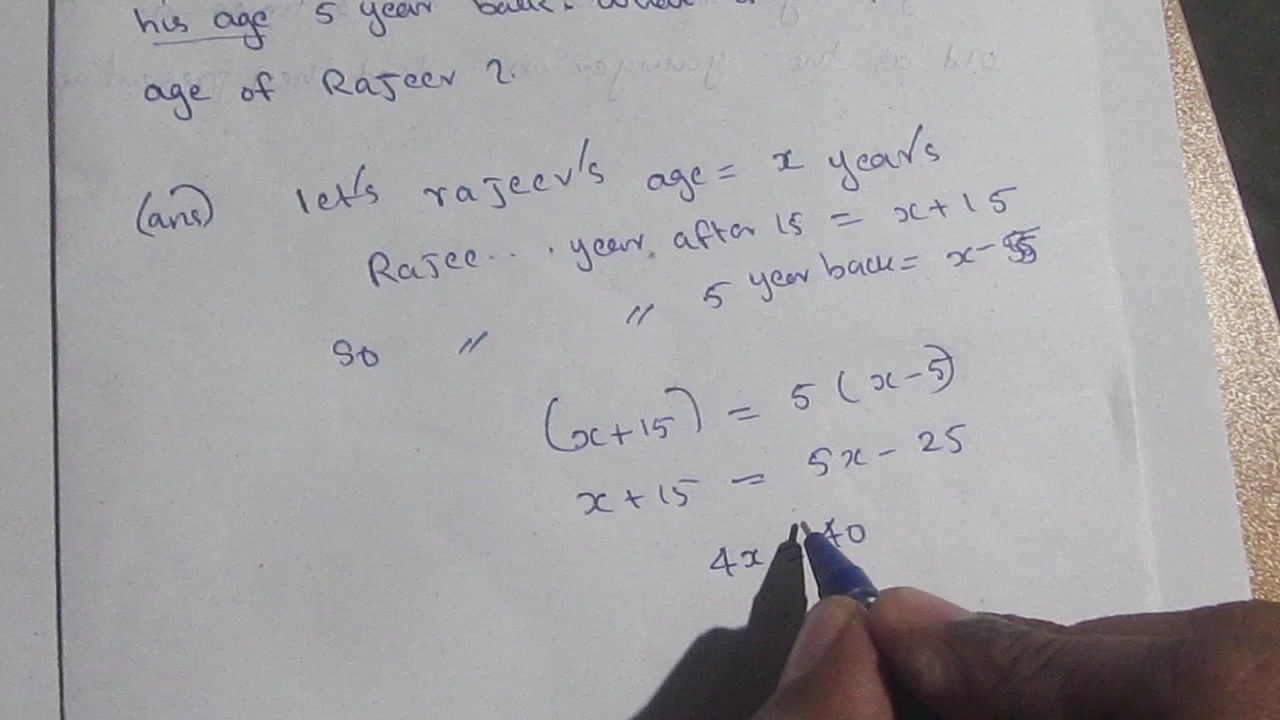 his age 5 year back.
age of Rajeev ?
(ans) let's rajeev's age = x years
Rajee... year after 15 = x+15
So " " 5 year back = x-5
(x+15) = 5(x-5)
x+15 = 5x-25
4x = 40